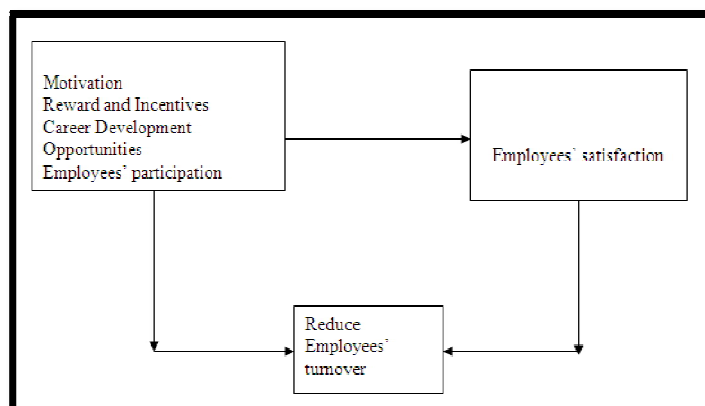 Motivation
Reward and Incentives
Career Development
Opportunities
Employees’ participation
Employees’ satisfaction
Reduce
Employees’
turnover